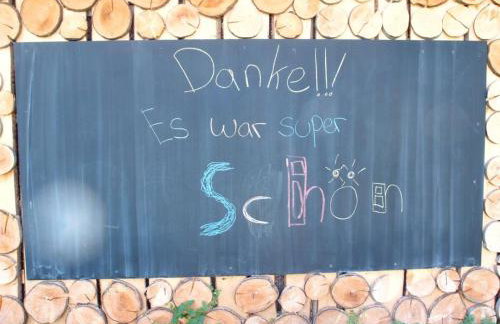 Danke!!!
Es war super
Schön